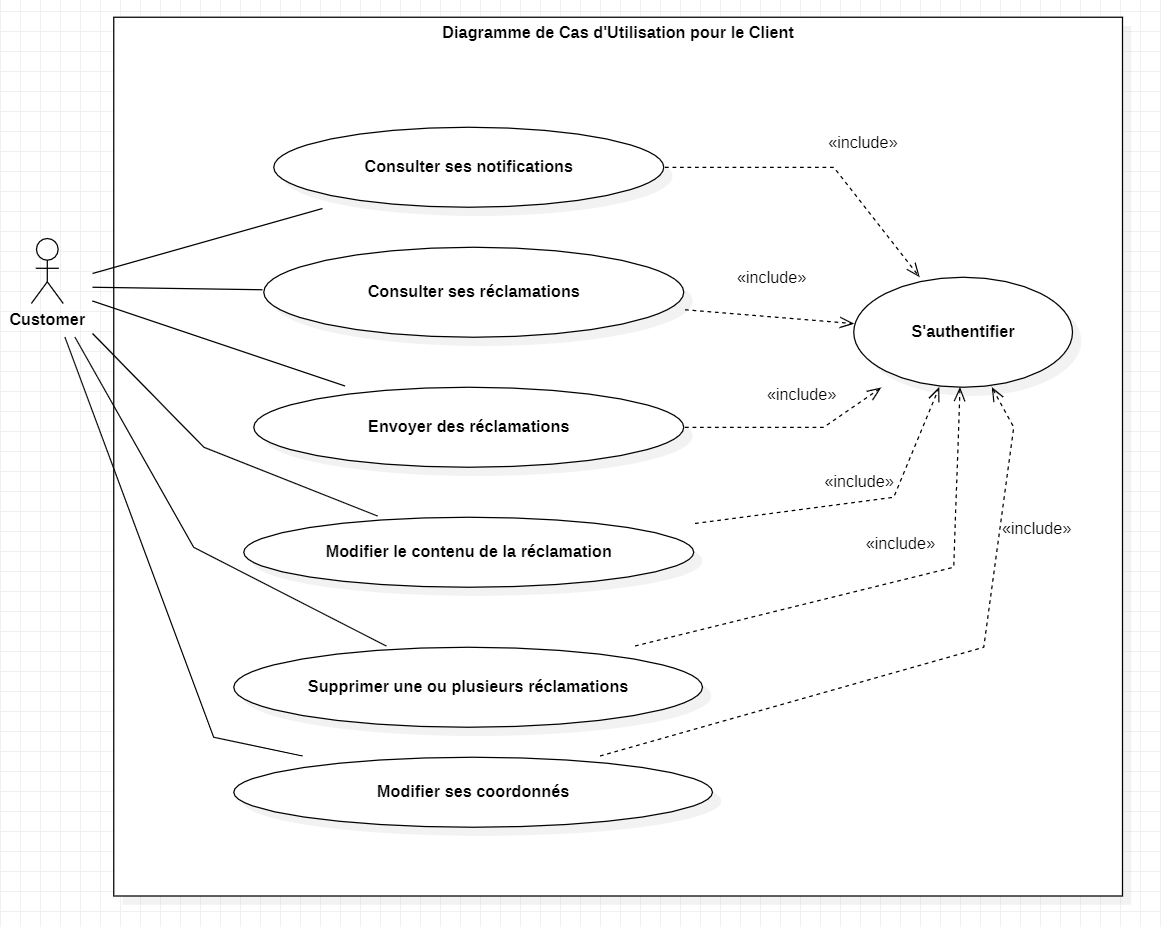 Diagramme de Cas d'Utilisation pour le Client
Consulter ses notifications
«include»
Consulter ses réclamations
«include»
S'authentifier
Customer
Envoyer des réclamations
«include»
Modifier le contenu de la réclamation
«include»
«include»
«include»
Supprimer une ou plusieurs réclamations
Modifier ses coordonnés